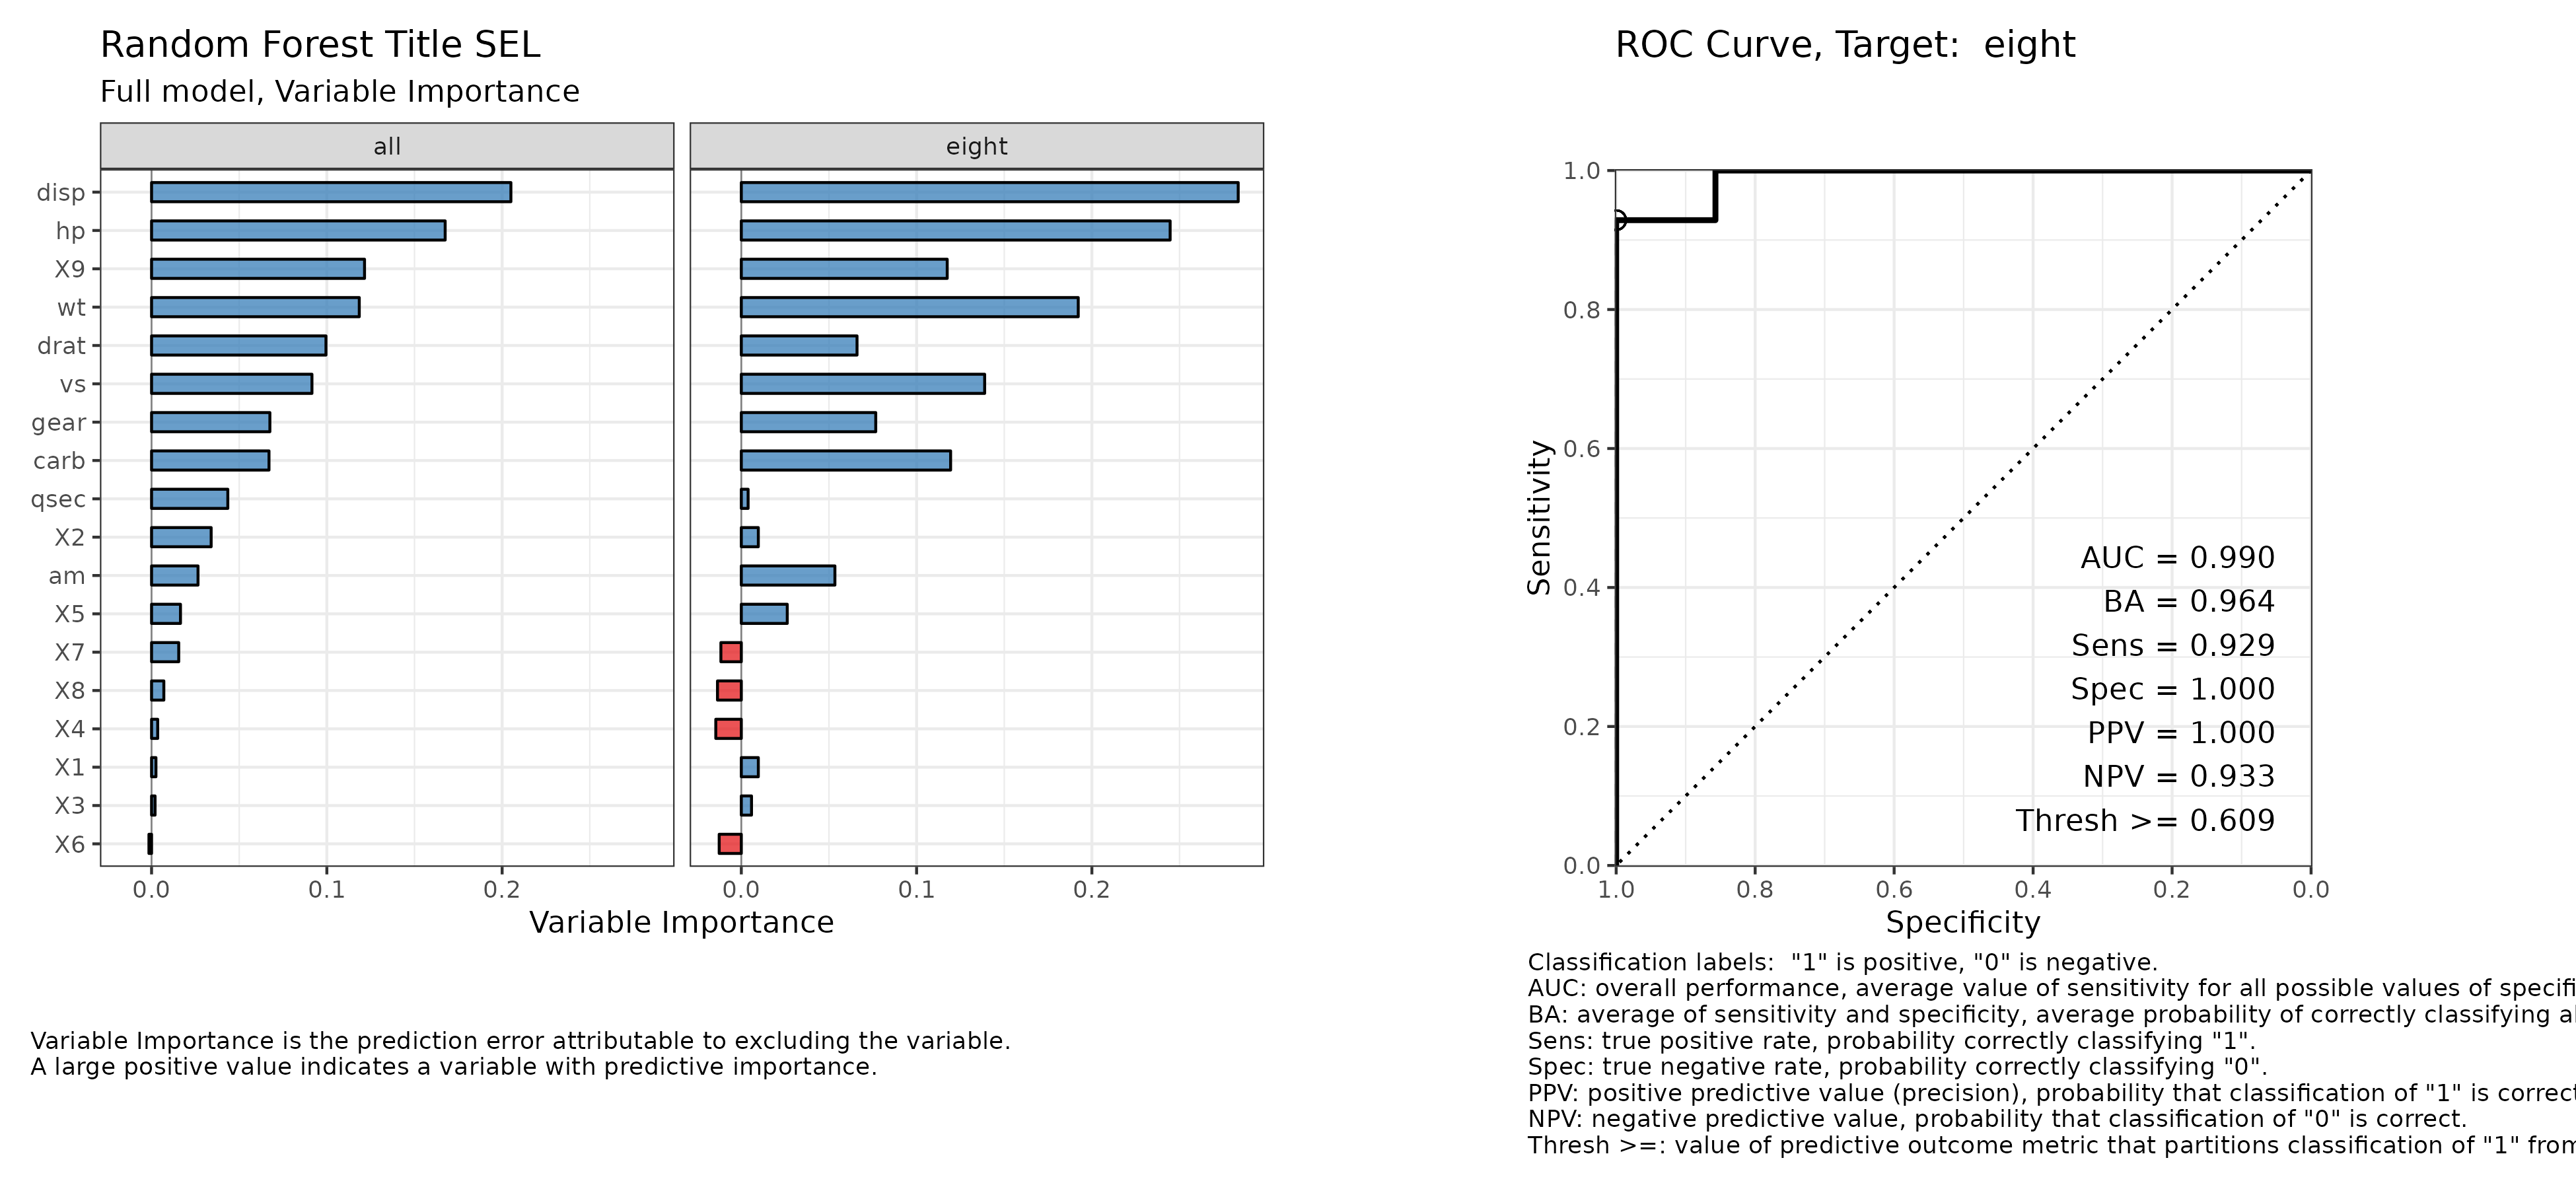 Random Forest Title SEL
Full model, Variable Importance
all
eight
disp
hp
X9
wt
drat
vs
gear
carb
qsec
X2
am
X5
X7
X8
X4
X1
X3
X6
0.0 0.1 0.2
0.0 0.1 0.2
Variable Importance
Variable Importance is the prediction error attributable to excluding the variable.
A large positive value indicates a variable with predictive importance.
ROC Curve, Target:  eight
1.0
0.8
0.6
0.4
0.2
0.0
Sensitivity
AUC = 0.990
BA = 0.964
Sens = 0.929
Spec = 1.000
PPV = 1.000
NPV = 0.933
Thresh >= 0.609
1.0 0.8 0.6 0.4 0.2 0.0
Specificity
Classification labels:  "1" is positive, "0" is negative.
AUC: overall performance, average value of sensitivity for all possible values of
BA: average of sensitivity and specificity, average probability of correctly classifying
Sens: true positive rate, probability correctly classifying "1".
Spec: true negative rate, probability correctly classifying "0".
PPV: positive predictive value (precision), probability that classification of "1" is correct
NPV: negative predictive value, probability that classification of "0" is correct.
Thresh >=: value of predictive outcome metric that partitions classification of "1" from